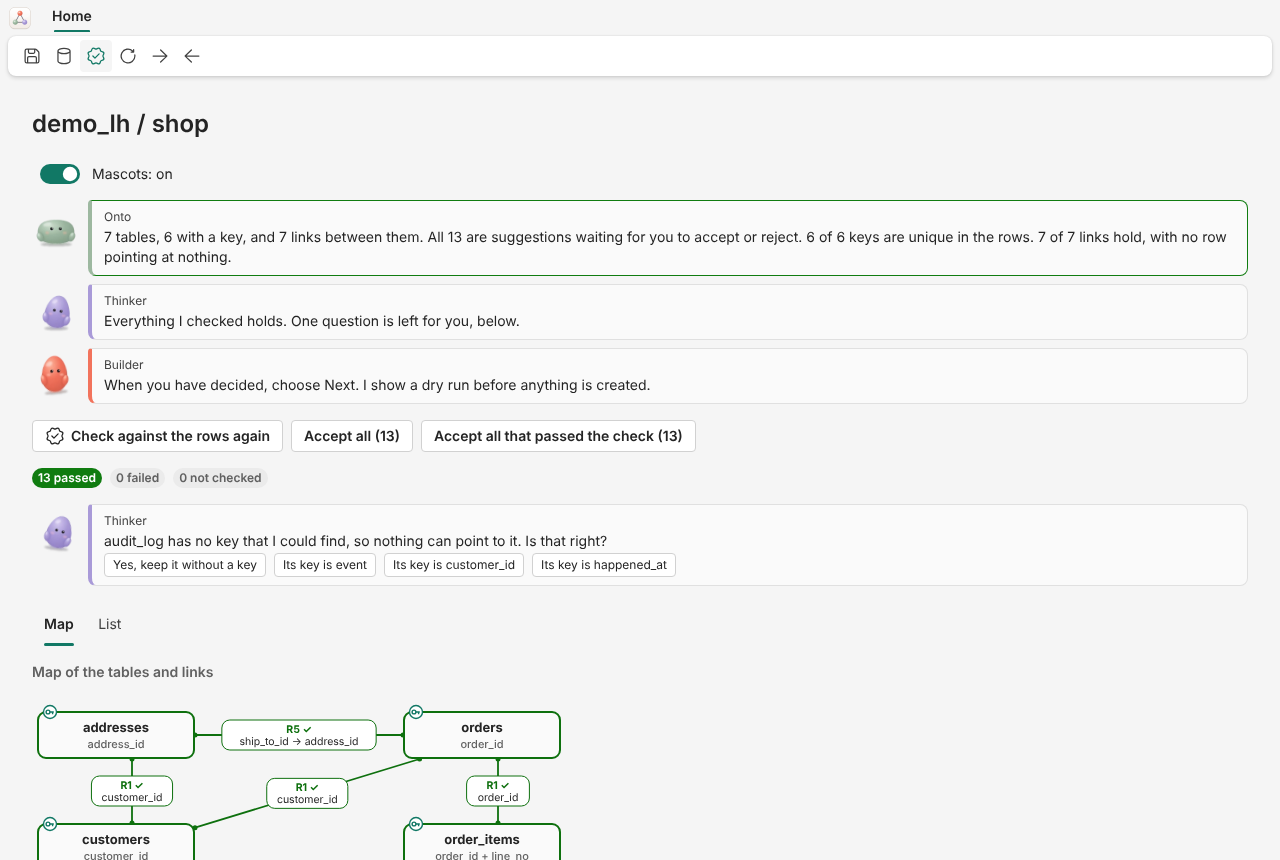 Home
demo_lh / shop
Mascots: on
Onto
7 tables, 6 with a key, and 7 links between them. All 13 are suggestions waiting for you to accept or reject. 6 of 6 keys are unique in the rows. 7 of 7 links hold, with no row
pointing at nothing.
Thinker
Everything I checked holds. One question is left for you, below.
Builder
When you have decided, choose Next. I show a dry run before anything is created.
Check against the rows again
Accept all (13)
Accept all that passed the check (13)
13 passed
0 failed
0 not checked
Thinker
audit_log has no key that I could find, so nothing can point to it. Is that right?
Yes, keep it without a key
Its key is event
Its key is customer_id
Its key is happened_at
Map
List
Map of the tables and links
addresses
address_id
R5 ✓
ship_to_id → address_id
orders
order_id
R1 ✓
customer_id
R1 ✓
customer_id
R1 ✓
order_id
customers
customer_id
order_items
order_id + line_no